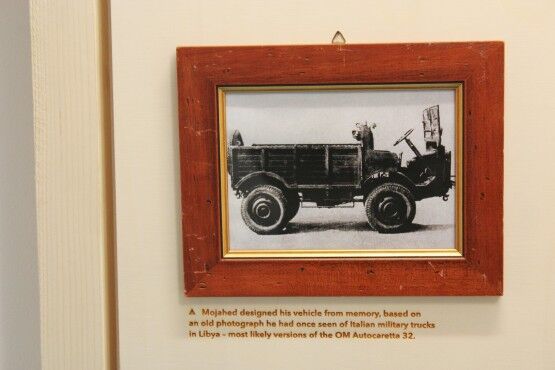 ▲ Mojahed designed his vehicle from memory, based on
an old photograph he had once seen of Italian military trucks
in Libya – most likely versions of the OM Autocaretta 32.